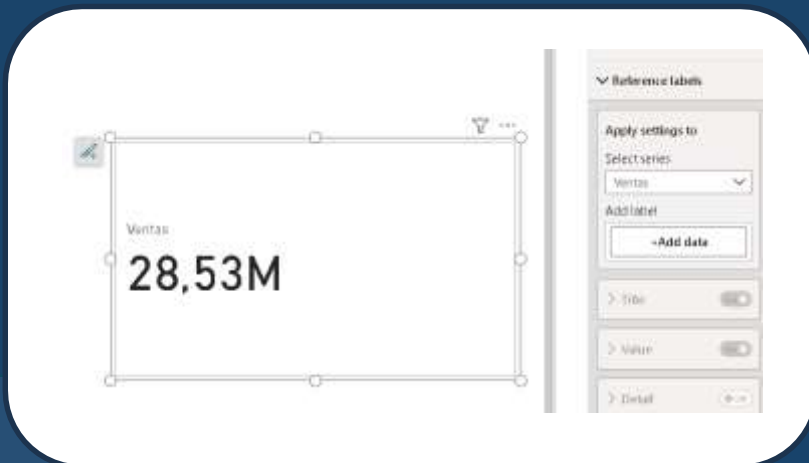 Ventas
28,53M
Reference labels
Apply settings to
Select series
Ventas
Add label
+Add data
Title
Value
Detail